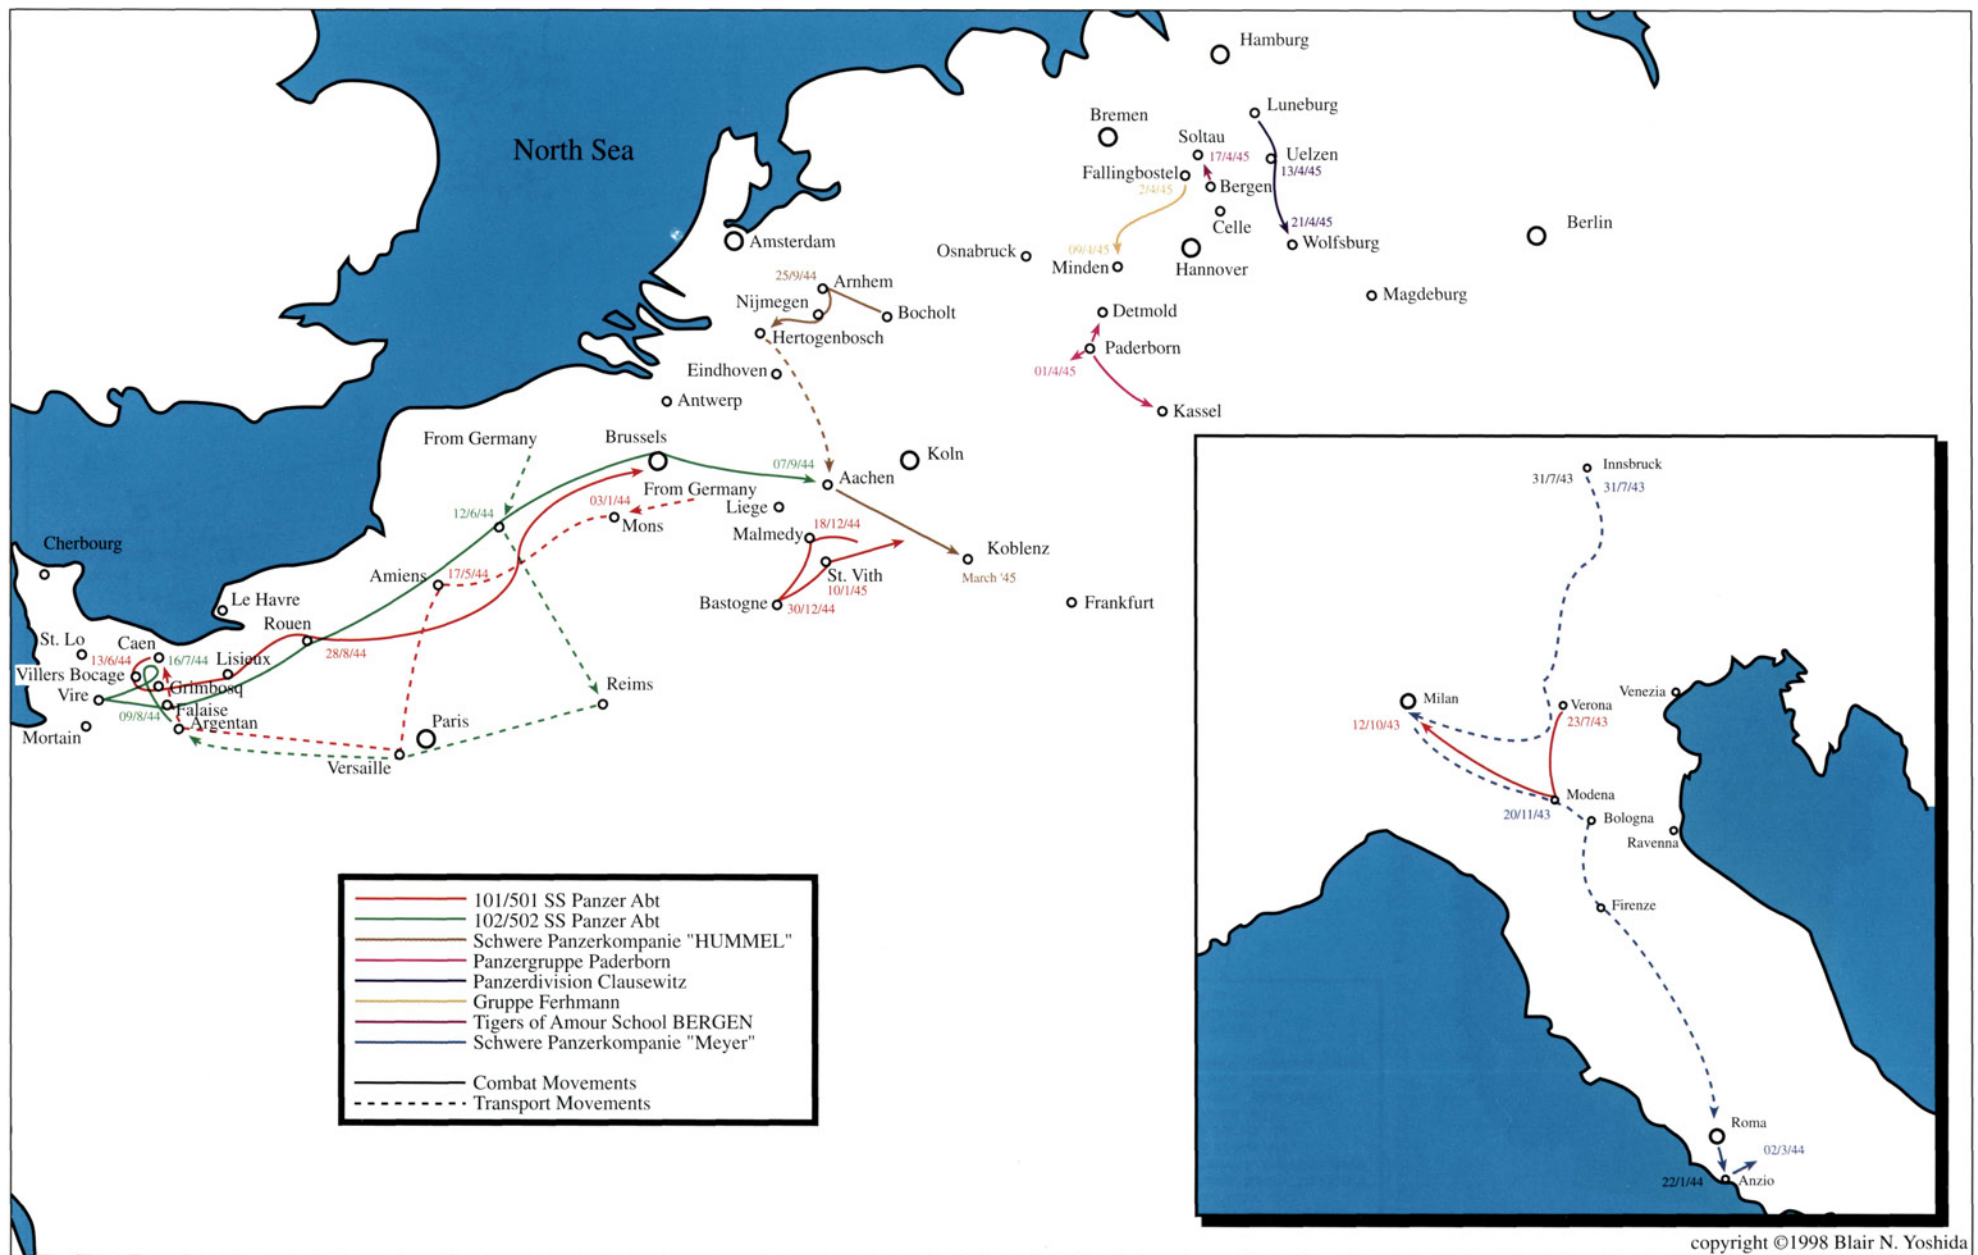 Hamburg
Luneburg
Bremen
Soltau
17/4/45
Uelzen
13/4/45
Fallingbostel
2/4/45
Bergen
Celle
21/4/45
Wolfsburg
Berlin
North Sea
Amsterdam
Osnabruck
09/4/45
Minden
Hannover
25/9/44
Arnhem
Nijmegen
Bocholt
Hertogenbosch
Magdeburg
Detmold
Paderborn
01/4/45
Kassel
Eindhoven
Antwerp
From Germany
Brussels
07/9/44
Koln
Aachen
From Germany
03/1/44
Mons
Liege
12/6/44
Malmedy
18/12/44
Koblenz
March '45
St. Vith
10/1/45
Bastogne
30/12/44
Frankfurt
Cherbourg
Amiens
17/5/44
Le Havre
Rouen
28/8/44
St. Lo
Caen
13/6/44
16/7/44
Lisieux
Villers Bocage
Grimbosq
Vire
Falaise
09/8/44
Argentan
Mortain
Paris
Versaille
Reims
101/501 SS Panzer Abt
102/502 SS Panzer Abt
Schwere Panzerkompanie "HUMMEL"
Panzergruppe Paderborn
Panzerdivision Clausewitz
Gruppe Ferhmann
Tigers of Amour School BERGEN
Schwere Panzerkompanie "Meyer"
Combat Movements
Transport Movements
Innsbruck
31/7/43
31/7/43
Milan
12/10/43
Verona
23/7/43
Venezia
Modena
20/11/43
Bologna
Ravenna
Firenze
Roma
02/3/44
22/1/44
Anzio
copyright ©1998 Blair N. Yoshida